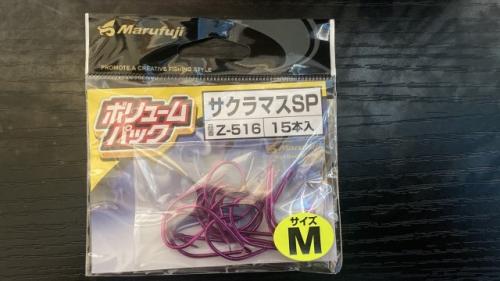 Marufuji
PROMOTE A CREATIVE FISHING STYLE
ボリューム
パック
サクラマスSP
品番 Z-516 15本入
Marufuji
サイズ
M